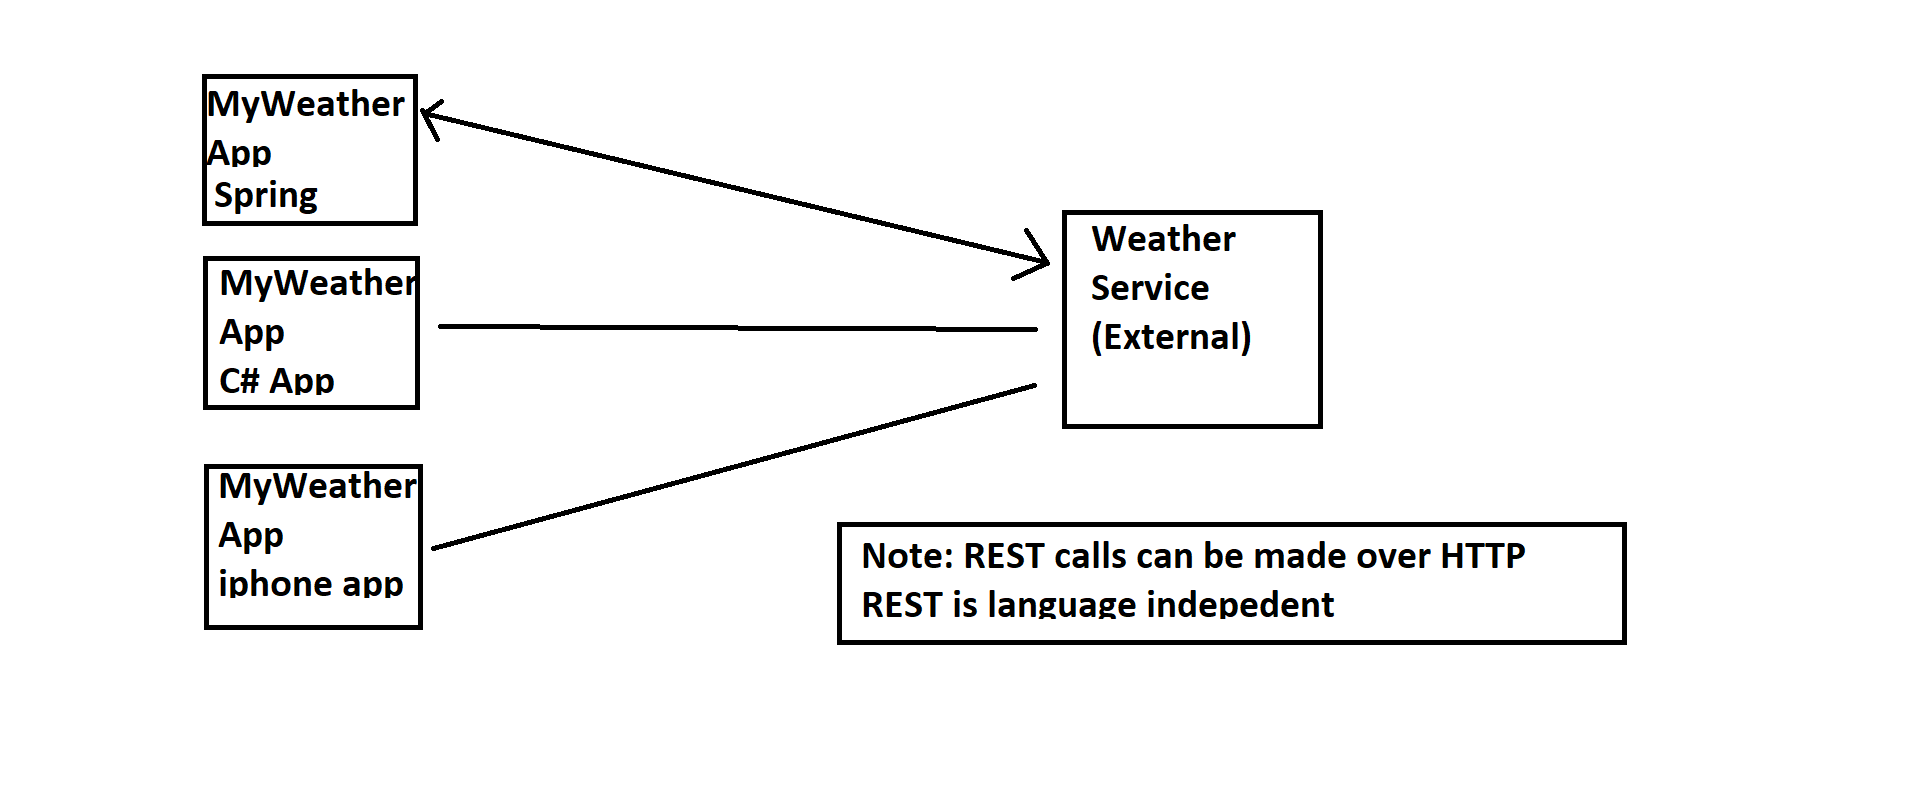 MyWeather
App
Spring
MyWeather
App
C# App
MyWeather
App
iphone app
Weather
Service
(External)
Note: REST calls can be made over HTTP
REST is language indepedent